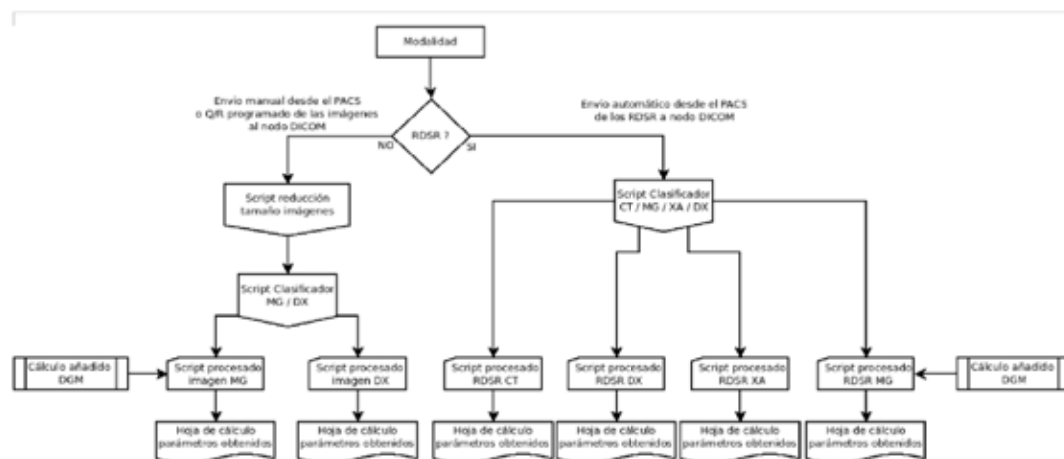 Modalidad
Envío manual desde el PACS
o Q/R programado de las imágenes
al nodo DICOM
Envío automático desde el PACS
de los RDSR a nodo DICOM
RDSR ?
NO
SI
Script reducción
tamaño imágenes
Script Clasificador
CT / MG / XA / DX
Script Clasificador
MG / DX
Cálculo añadido
DGM
Script procesado
imagen MG
Script procesado
imagen DX
Script procesado
RDSR CT
Script procesado
RDSR DX
Script procesado
RDSR XA
Script procesado
RDSR MG
Cálculo añadido
DGM
Hoja de cálculo
parámetros obtenidos
Hoja de cálculo
parámetros obtenidos
Hoja de cálculo
parámetros obtenidos
Hoja de cálculo
parámetros obtenidos
Hoja de cálculo
parámetros obtenidos
Hoja de cálculo
parámetros obtenidos